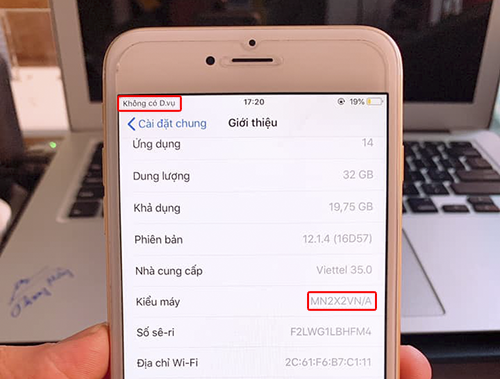 Không có D.vụ 17:20 19%
Cài đặt chung Giới thiệu
Ứng dụng 14
Dung lượng 32 GB
Khả dụng 19,75 GB
Phiên bản 12.1.4 (16D57)
Nhà cung cấp Viettel 35.0
Kiểu máy MN2X2VN/A
Số sê-ri F2LWG1LBHFM4
Địa chỉ Wi-Fi 2C:61:F6:B7:C1:11